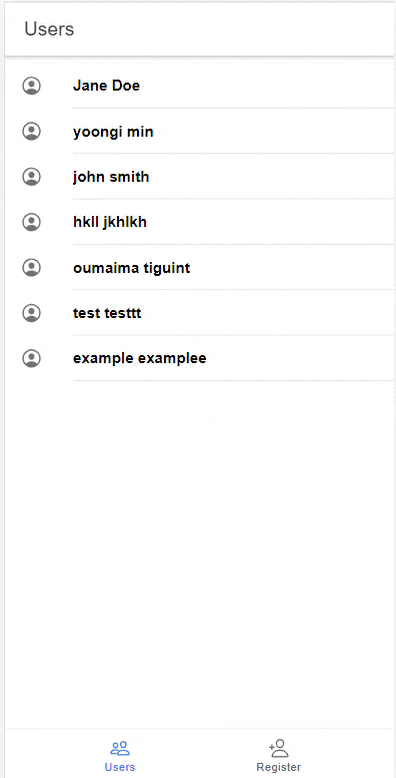 Users
Jane Doe
yoongi min
john smith
hkll jkhlkh
oumaima tiguint
test testtt
example examplee
Users
Register